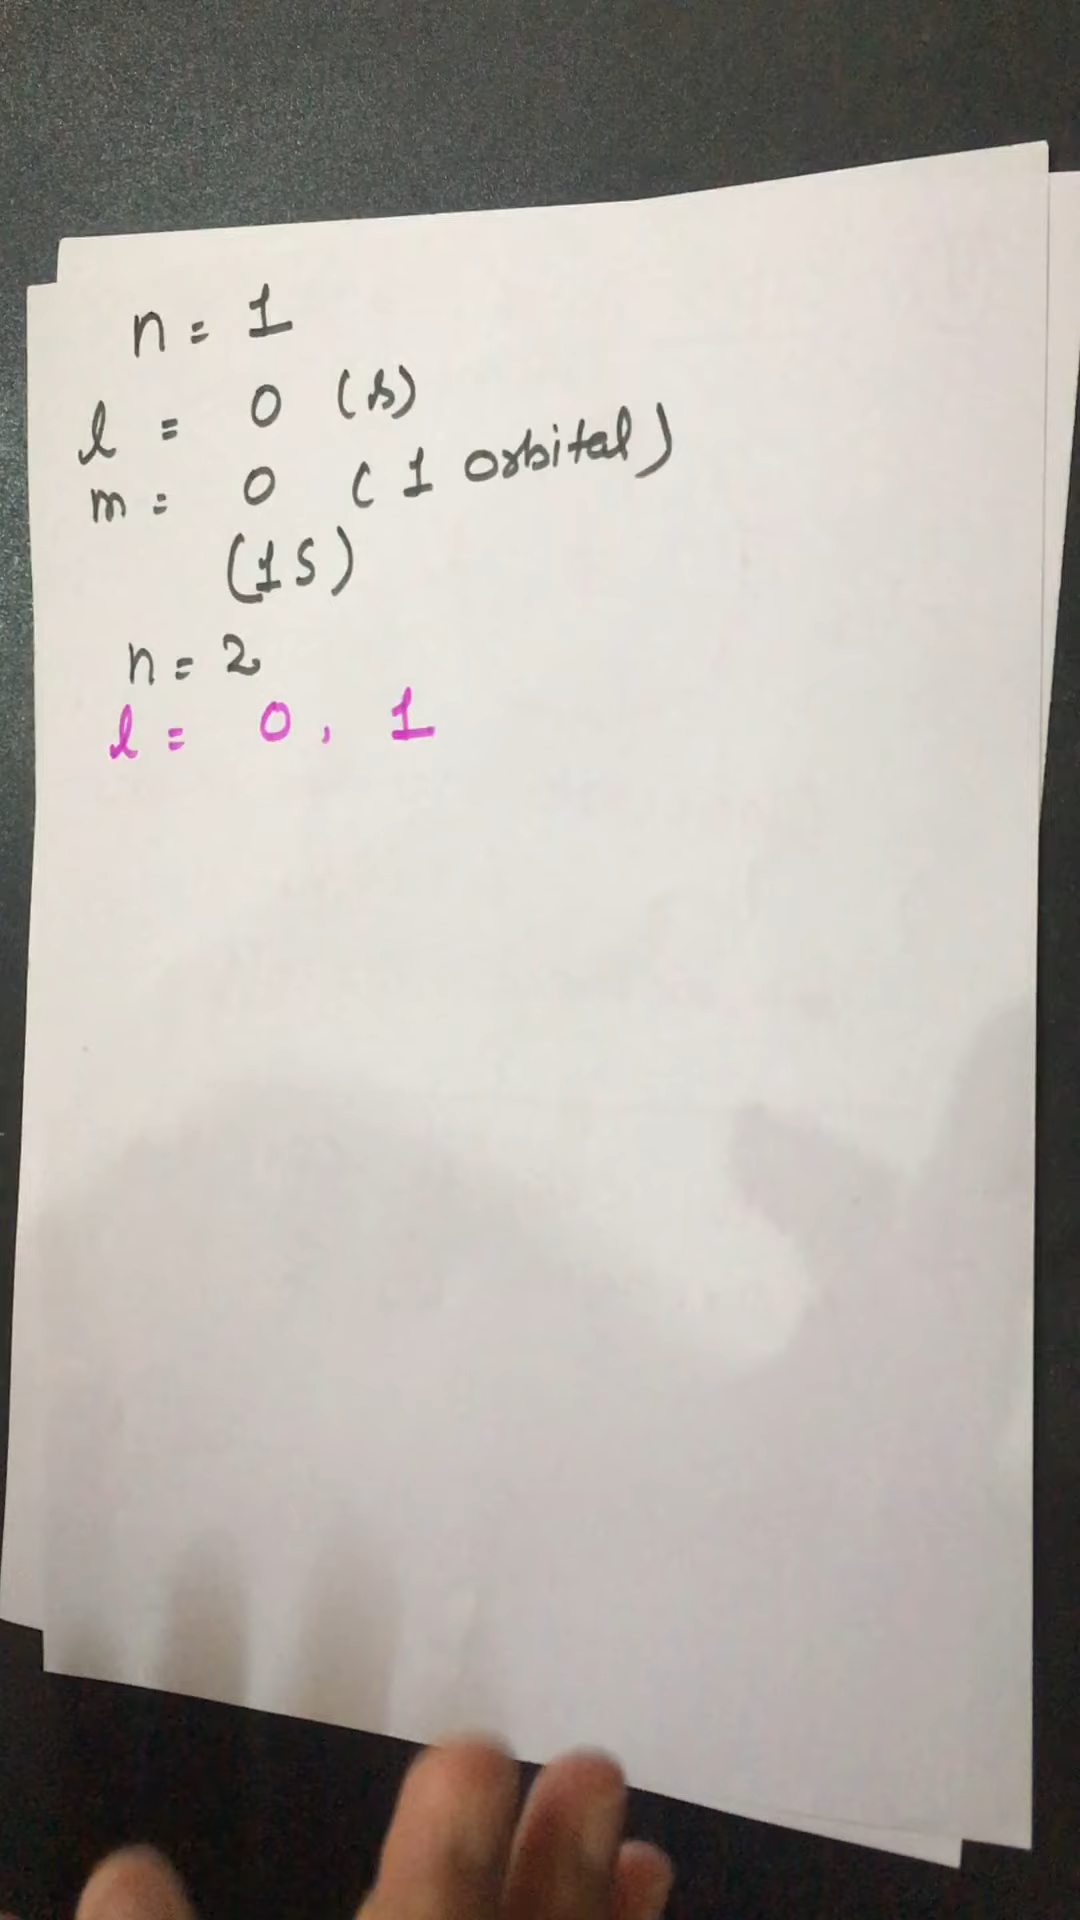 n = 1
l = 0 (s)
m = 0 (1 orbital)
(1S)
n = 2
l = 0, 1